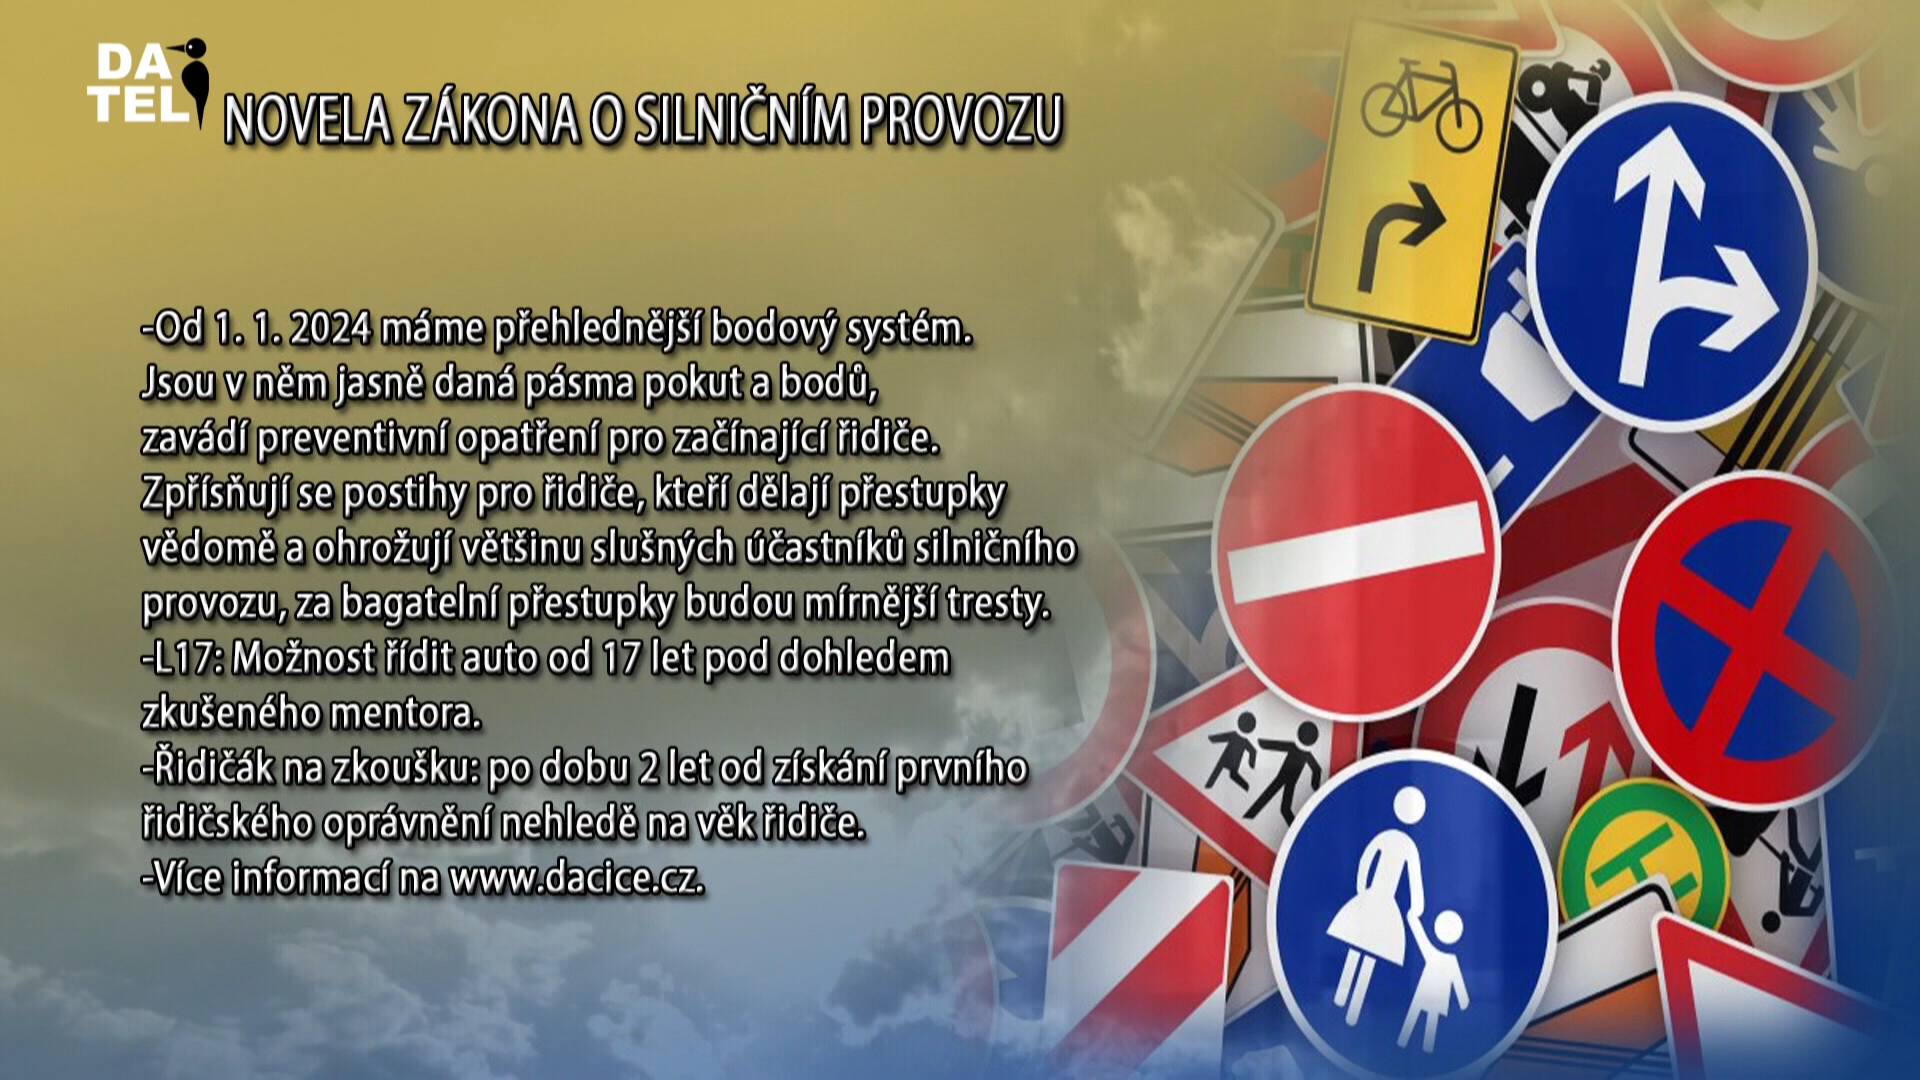 DA
TEL
NOVELA ZÁKONA O SILNIČNÍM PROVOZU
-Od 1. 1. 2024 máme přehlednější bodový systém.
Jsou v něm jasně daná pásma pokut a bodů,
zavádí preventivní opatření pro začínající řidiče.
Zpřísňují se postihy pro řidiče, kteří dělají přestupky
vědomě a ohrožují většinu slušných účastníků silničního
provozu, za bagatelní přestupky budou mírnější tresty.
-L17: Možnost řídit auto od 17 let pod dohledem
zkušeného mentora.
-Řidičák na zkoušku: po dobu 2 let od získání prvního
řidičského oprávnění nehledě na věk řidiče.
-Více informací na www.dacice.cz.
H